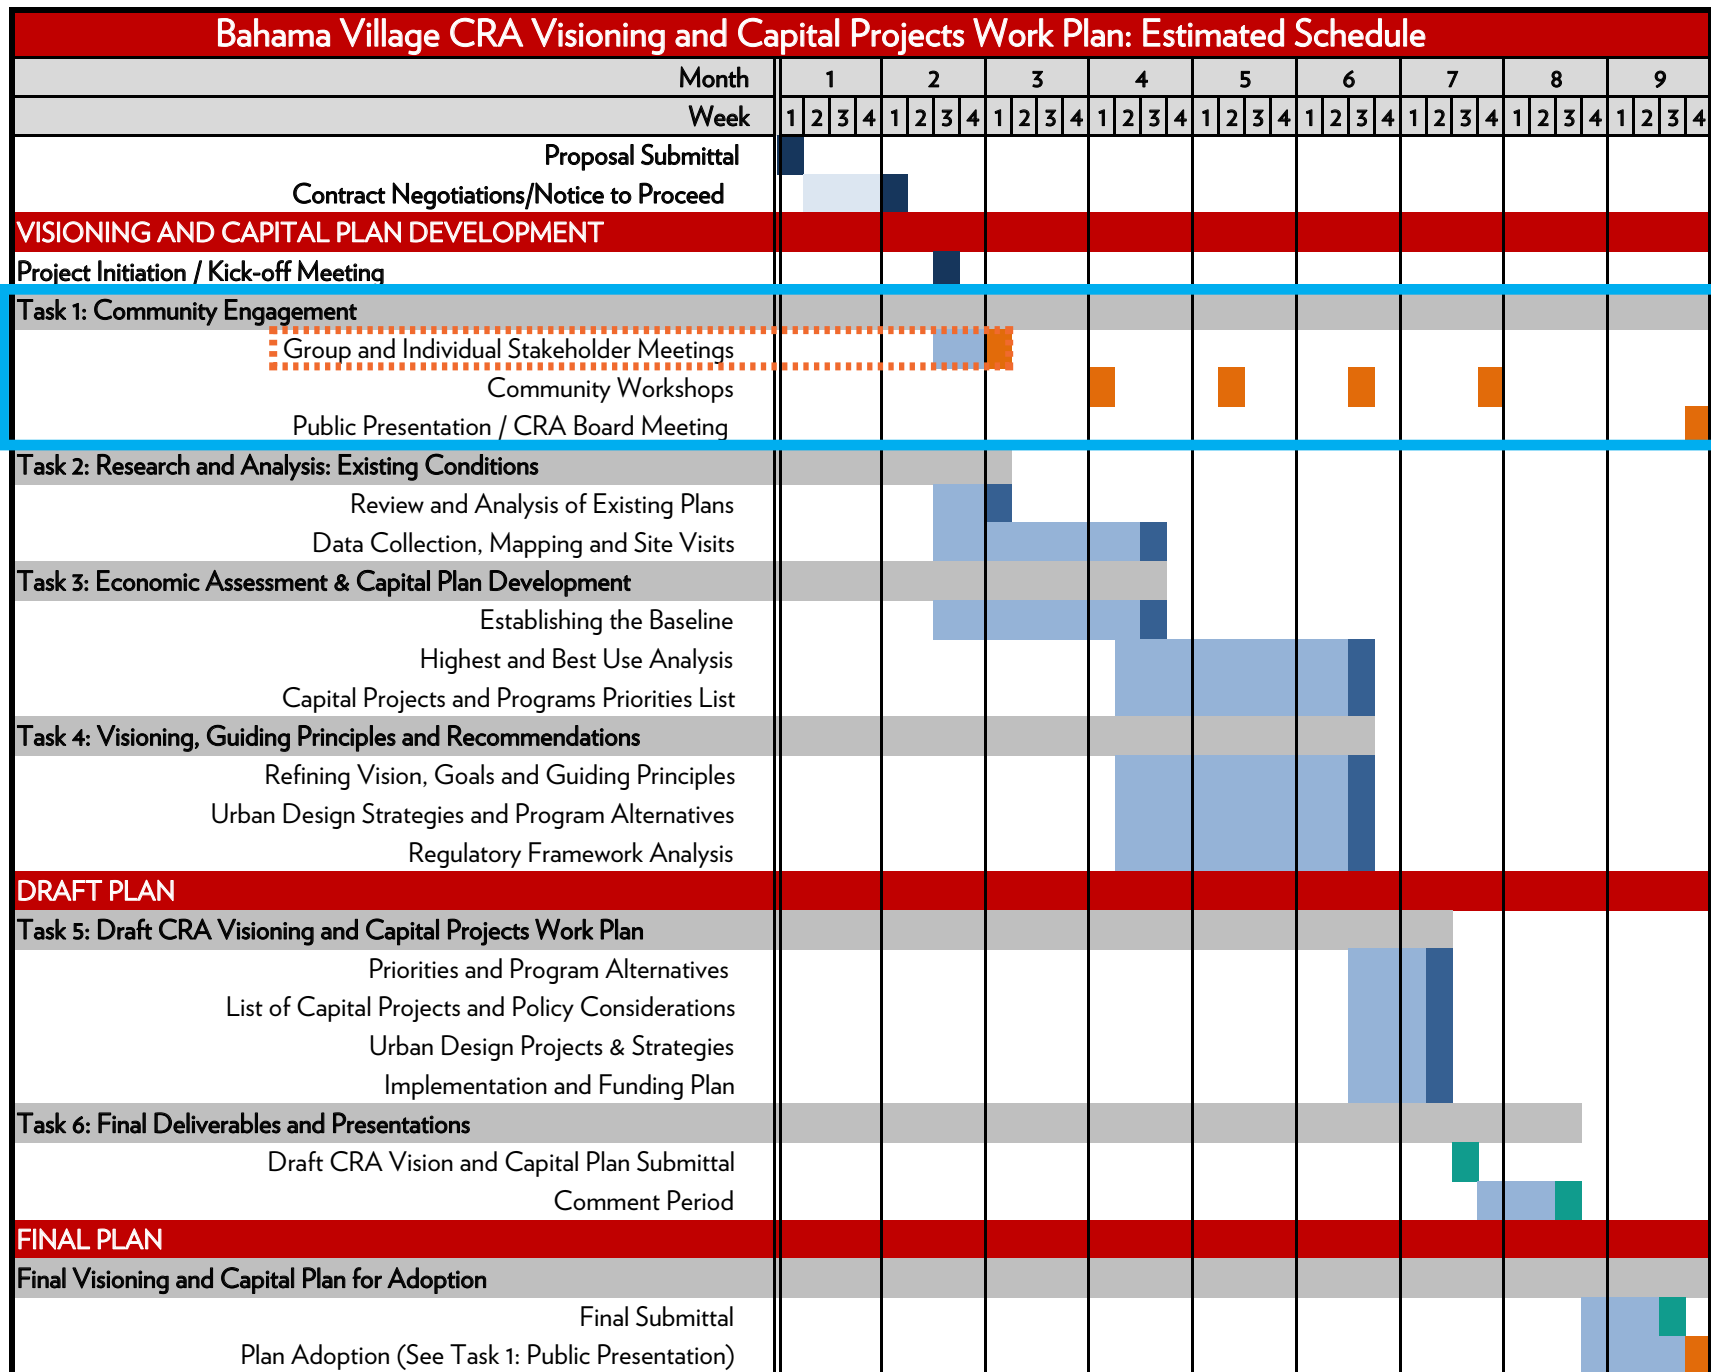 Bahama Village CRA Visioning and Capital Projects Work Plan: Estimated Schedule
Month 1 2 3 4 5 6 7 8 9
Week 1 2 3 4 1 2 3 4 1 2 3 4 1 2 3 4 1 2 3 4 1 2 3 4 1 2 3 4 1 2 3 4 1 2 3 4
Proposal Submittal
Contract Negotiations/Notice to Proceed
VISIONING AND CAPITAL PLAN DEVELOPMENT
Project Initiation / Kick-off Meeting
Task 1: Community Engagement
Group and Individual Stakeholder Meetings
Community Workshops
Public Presentation / CRA Board Meeting
Task 2: Research and Analysis: Existing Conditions
Review and Analysis of Existing Plans
Data Collection, Mapping and Site Visits
Task 3: Economic Assessment & Capital Plan Development
Establishing the Baseline
Highest and Best Use Analysis
Capital Projects and Programs Priorities List
Task 4: Visioning, Guiding Principles and Recommendations
Refining Vision, Goals and Guiding Principles
Urban Design Strategies and Program Alternatives
Regulatory Framework Analysis
DRAFT PLAN
Task 5: Draft CRA Visioning and Capital Projects Work Plan
Priorities and Program Alternatives
List of Capital Projects and Policy Considerations
Urban Design Projects & Strategies
Implementation and Funding Plan
Task 6: Final Deliverables and Presentations
Draft CRA Vision and Capital Plan Submittal
Comment Period
FINAL PLAN
Final Visioning and Capital Plan for Adoption
Final Submittal
Plan Adoption (See Task 1: Public Presentation)